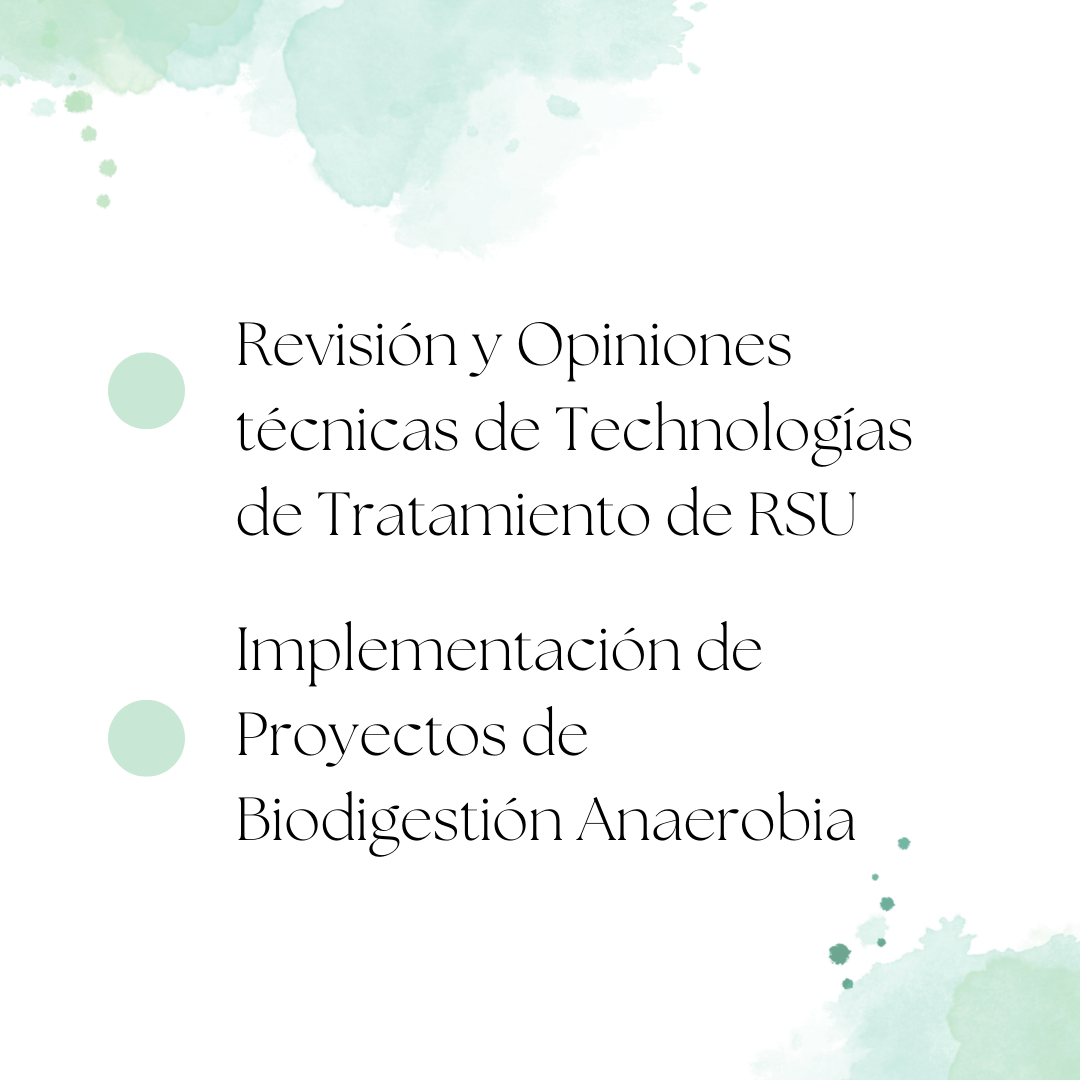 Revisión y Opiniones
técnicas de Technologías
de Tratamiento de RSU
Implementación de
Proyectos de
Biodigestión Anaerobia